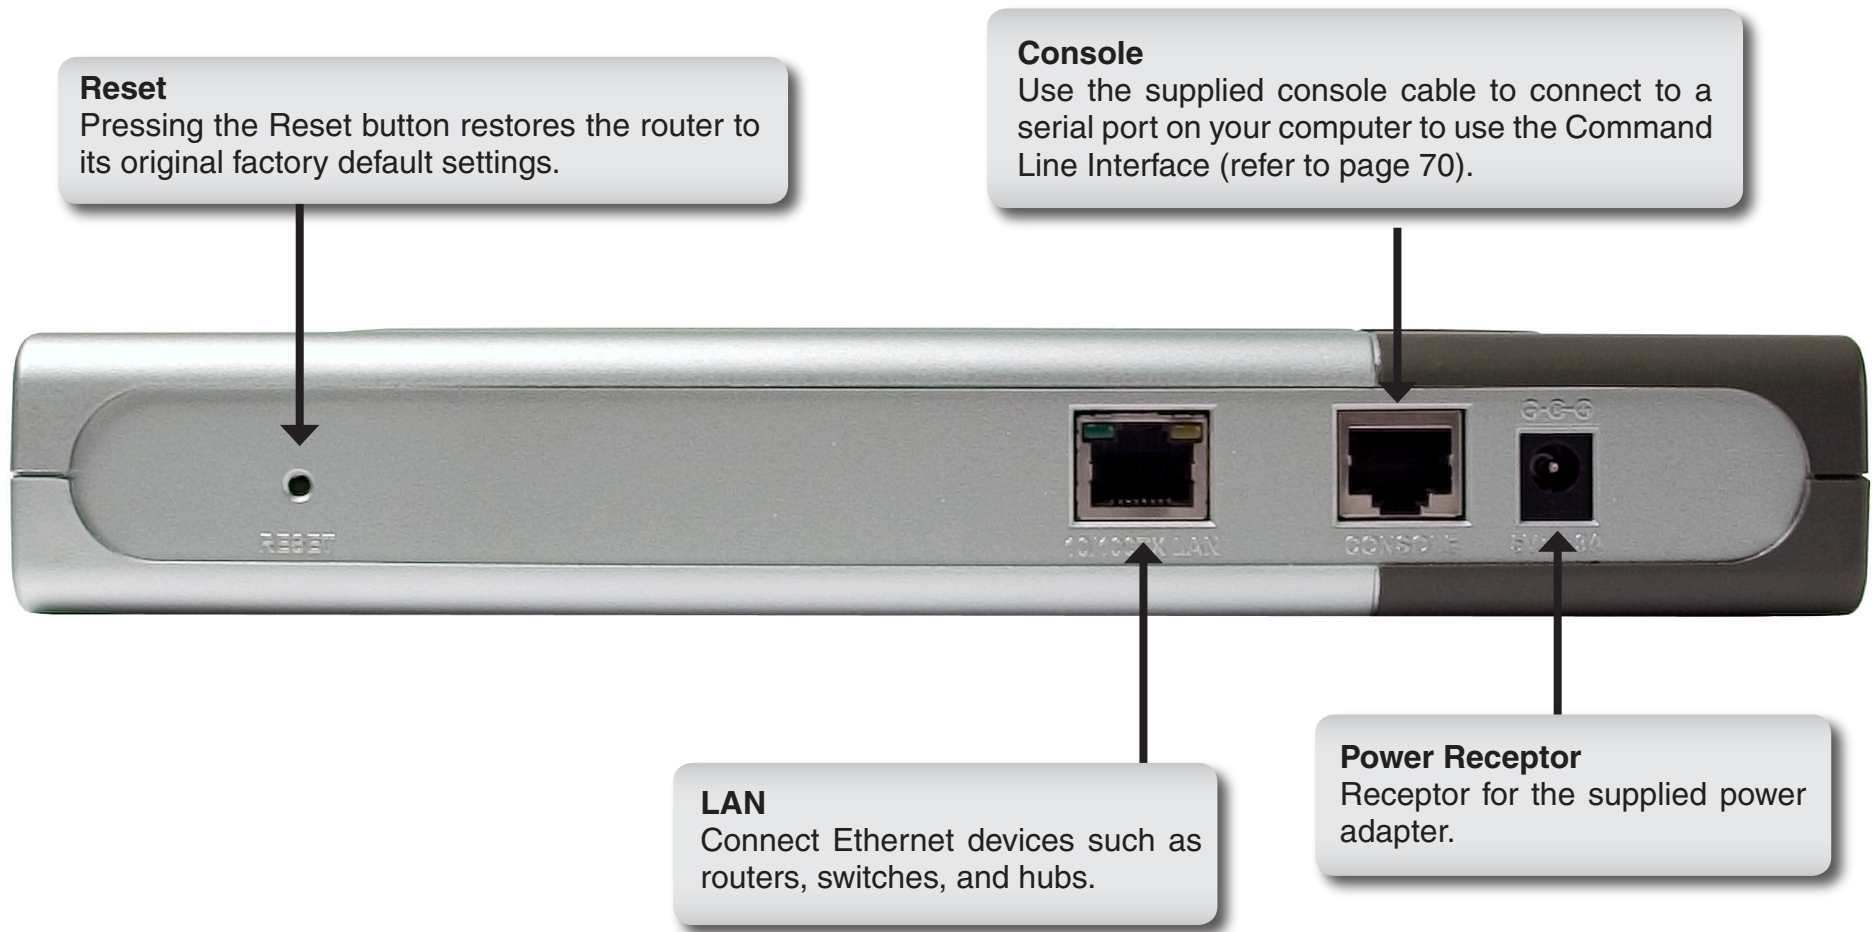 Reset
Pressing the Reset button restores the router to
its original factory default settings.
Console
Use the supplied console cable to connect to a
serial port on your computer to use the Command
Line Interface (refer to page 70).
RESET
LAN
CONSOLE
LAN
Connect Ethernet devices such as
routers, switches, and hubs.
Power Receptor
Receptor for the supplied power
adapter.